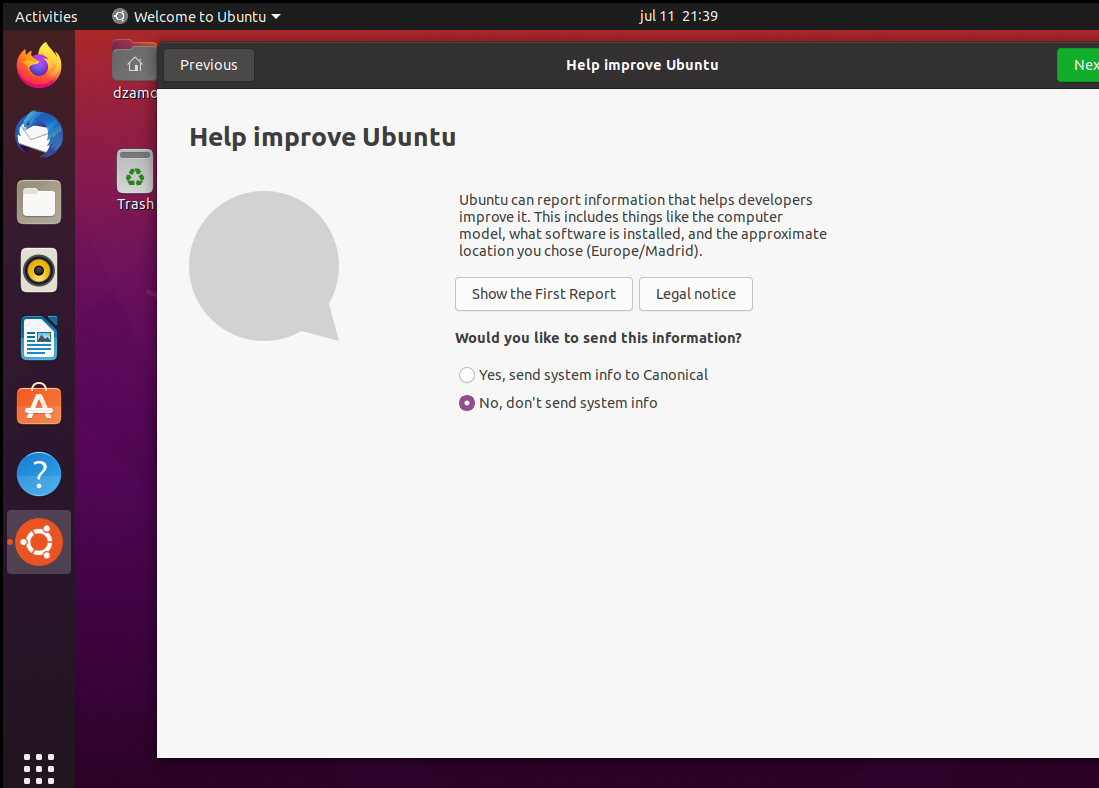 Activities
Welcome to Ubuntu
jul 11 21:39
Previous
Help improve Ubuntu
Nex
dzamo
Trash
Help improve Ubuntu
Ubuntu can report information that helps developers
improve it. This includes things like the computer
model, what software is installed, and the approximate
location you chose (Europe/Madrid).
Show the First Report
Legal notice
Would you like to send this information?
Yes, send system info to Canonical
No, don't send system info